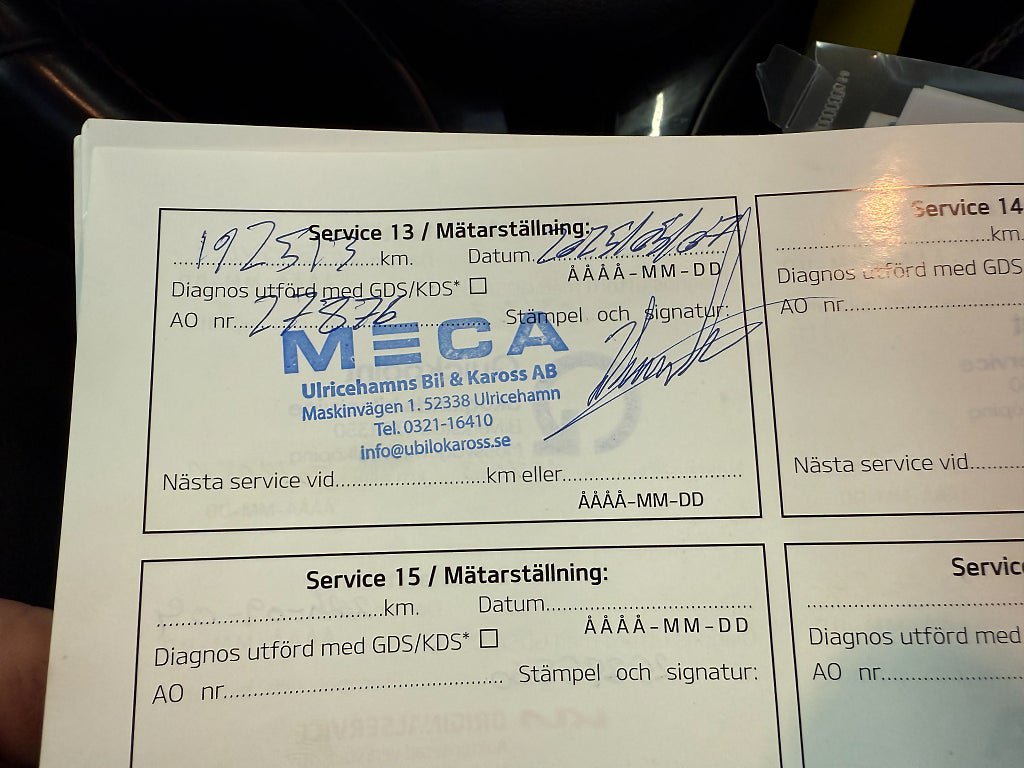 Service 13 / Mätarställning:
192513 km. Datum 2025/03/07
ÅÅÅÅ-MM-DD
Diagnos utförd med GDS/KDS* ☐
AO nr. 27876 Stämpel och signatur:
MECA
Ulricehamns Bil & Kaross AB
Maskinvägen 1. 52338 Ulricehamn
Tel. 0321-16410
info@ubilokaross.se
Nästa service vid..............................km eller....................................
ÅÅÅÅ-MM-DD
Service 14
km.
Diagnos utförd med GDS
AO nr.
Nästa service vid
Service 15 / Mätarställning:
km. Datum
ÅÅÅÅ-MM-DD
Diagnos utförd med GDS/KDS* ☐
AO nr. Stämpel och signatur:
Service
Diagnos utförd med
AO nr.